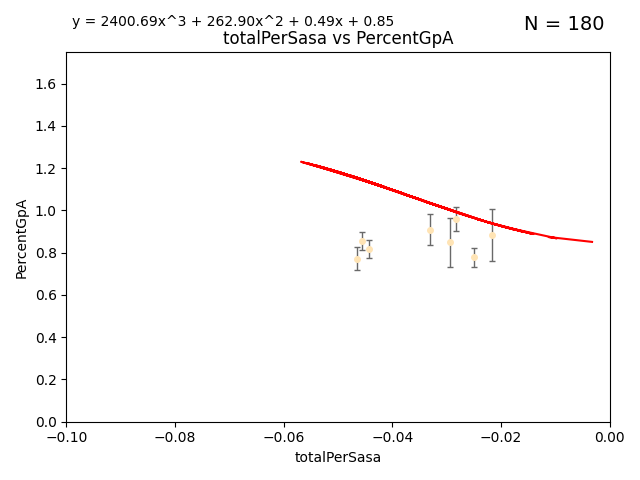 y = 2400.69x^3 + 262.90x^2 + 0.49x + 0.85
N = 180
totalPerSasa vs PercentGpA
PercentGpA
1.6
1.4
1.2
1.0
0.8
0.6
0.4
0.2
0.0
−0.10 −0.08 −0.06 −0.04 −0.02 0.00
totalPerSasa